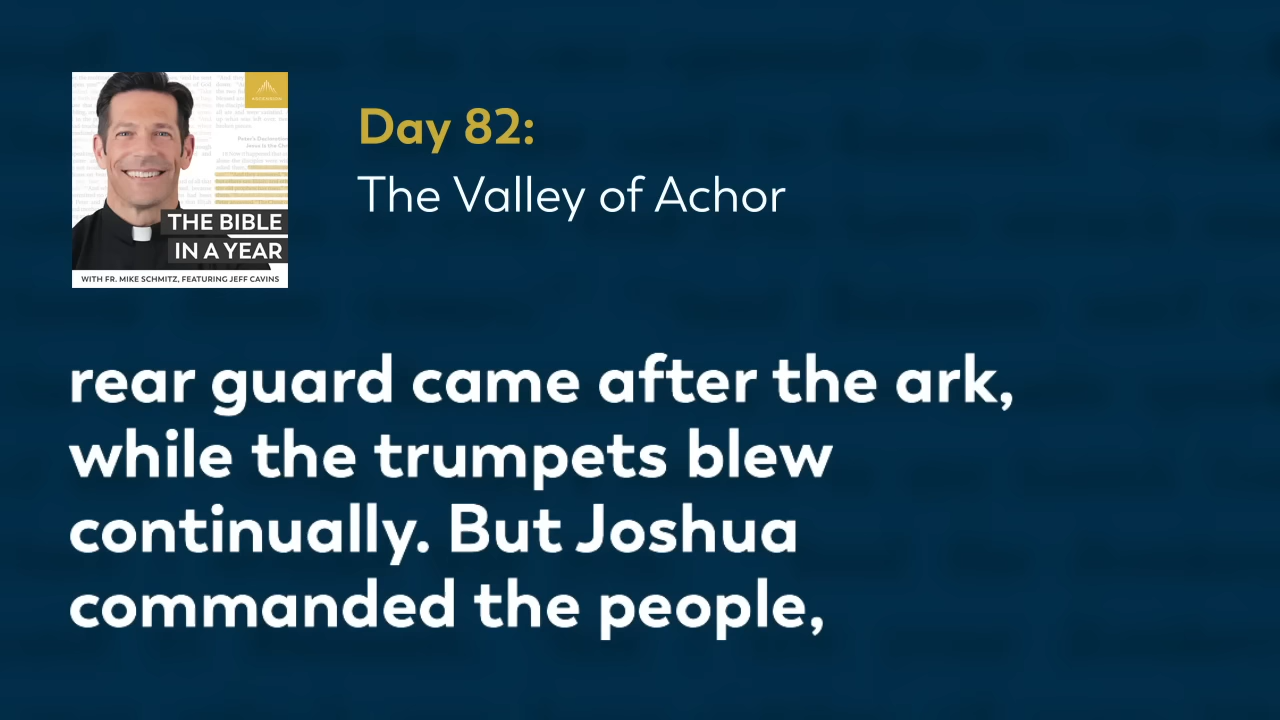 Day 82:
The Valley of Achor
THE BIBLE
IN A YEAR
WITH FR. MIKE SCHMITZ, FEATURING JEFF CAVINS
rear guard came after the ark,
while the trumpets blew
continually. But Joshua
commanded the people,